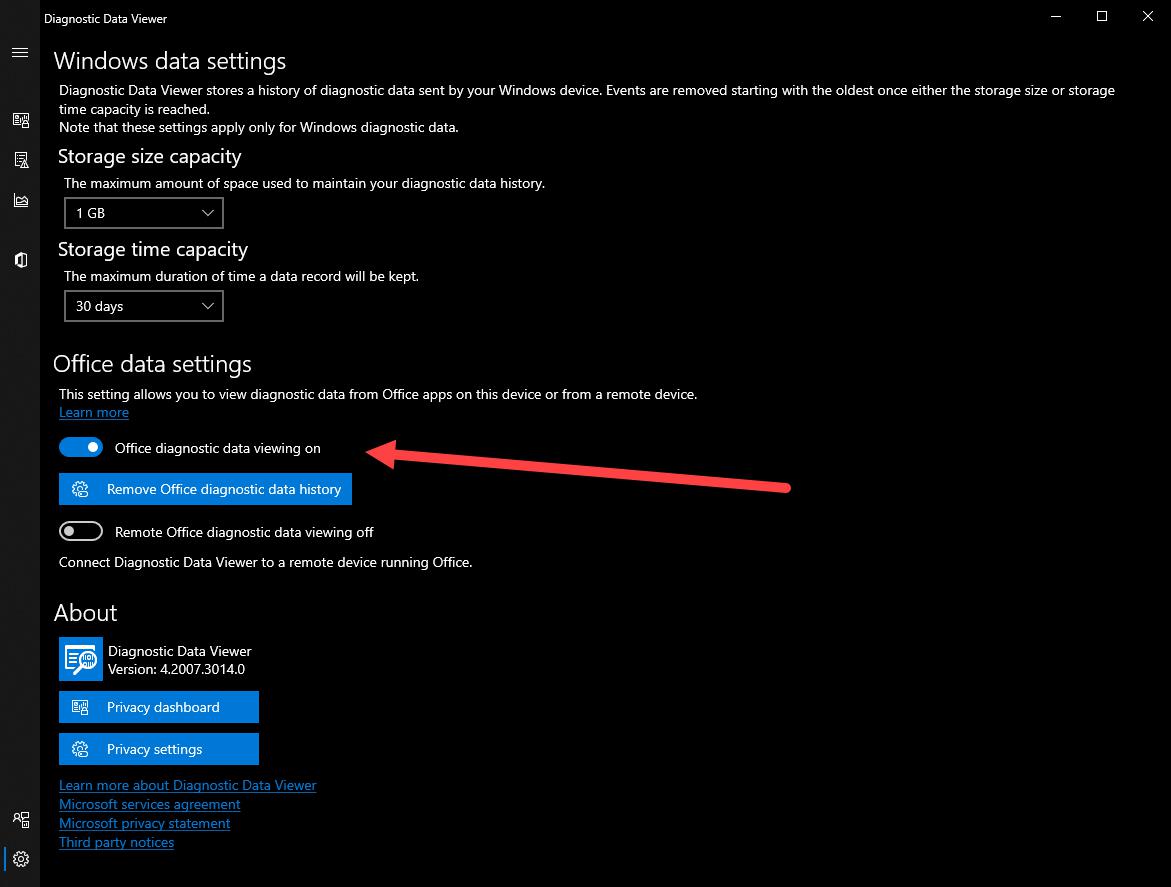 Diagnostic Data Viewer
Windows data settings
Diagnostic Data Viewer stores a history of diagnostic data sent by your Windows device. Events are removed starting with the oldest once either the storage size or storage
time capacity is reached.
Note that these settings apply only for Windows diagnostic data.
Storage size capacity
The maximum amount of space used to maintain your diagnostic data history.
1 GB
Storage time capacity
The maximum duration of time a data record will be kept.
30 days
Office data settings
This setting allows you to view diagnostic data from Office apps on this device or from a remote device.
Learn more
Office diagnostic data viewing on
Remove Office diagnostic data history
Remote Office diagnostic data viewing off
Connect Diagnostic Data Viewer to a remote device running Office.
About
Diagnostic Data Viewer
Version: 4.2007.3014.0
Privacy dashboard
Privacy settings
Learn more about Diagnostic Data Viewer
Microsoft services agreement
Microsoft privacy statement
Third party notices